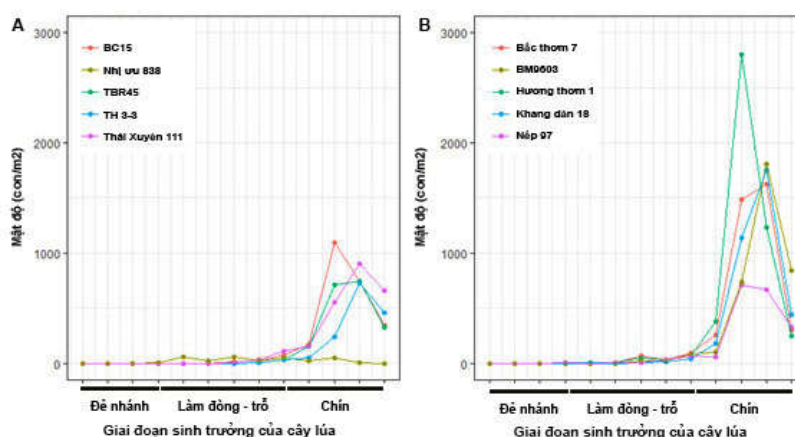 A
3000
2000
1000
0
Mật độ (con/m2)
BC15
Nhị ưu 838
TBR45
TH 3-3
Thái Xuyên 111
Đẻ nhánh
Làm đòng - trỗ
Chín
Giai đoạn sinh trưởng của cây lúa
B
3000
2000
1000
0
Mật độ (con/m2)
Bắc thơm 7
BM9603
Hương thơm 1
Khang dân 18
Nếp 97
Đẻ nhánh
Làm đòng - trỗ
Chín
Giai đoạn sinh trưởng của cây lúa